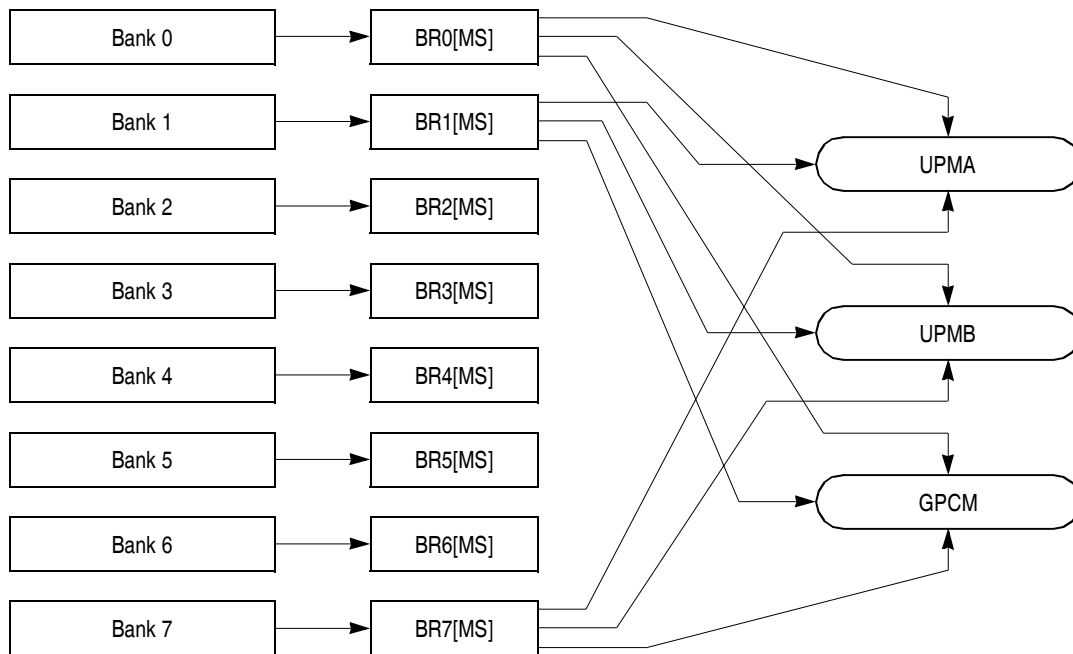 Bank 0
BR0[MS]
Bank 1
BR1[MS]
UPMA
Bank 2
BR2[MS]
Bank 3
BR3[MS]
UPMB
Bank 4
BR4[MS]
Bank 5
BR5[MS]
GPCM
Bank 6
BR6[MS]
Bank 7
BR7[MS]